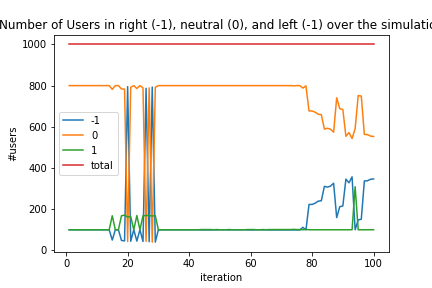 Number of Users in right (-1), neutral (0), and left (-1) over the simulatio
1000
800
600
400
200
0
#users
-1
0
1
total
0 20 40 60 80 100
iteration